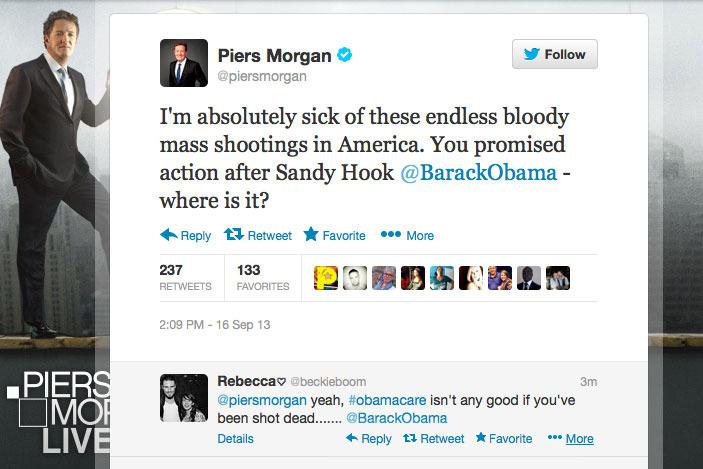 Piers Morgan
@piersmorgan
Follow
I'm absolutely sick of these endless bloody
mass shootings in America. You promised
action after Sandy Hook @BarackObama -
where is it?
Reply Retweet Favorite More
237 133
RETWEETS FAVORITES
2:09 PM - 16 Sep 13
Rebecca♡ @beckieboom 3m
@piersmorgan yeah, #obamacare isn't any good if you've
been shot dead....... @BarackObama
Details Reply Retweet Favorite More
PIERS
MOR
LIVE